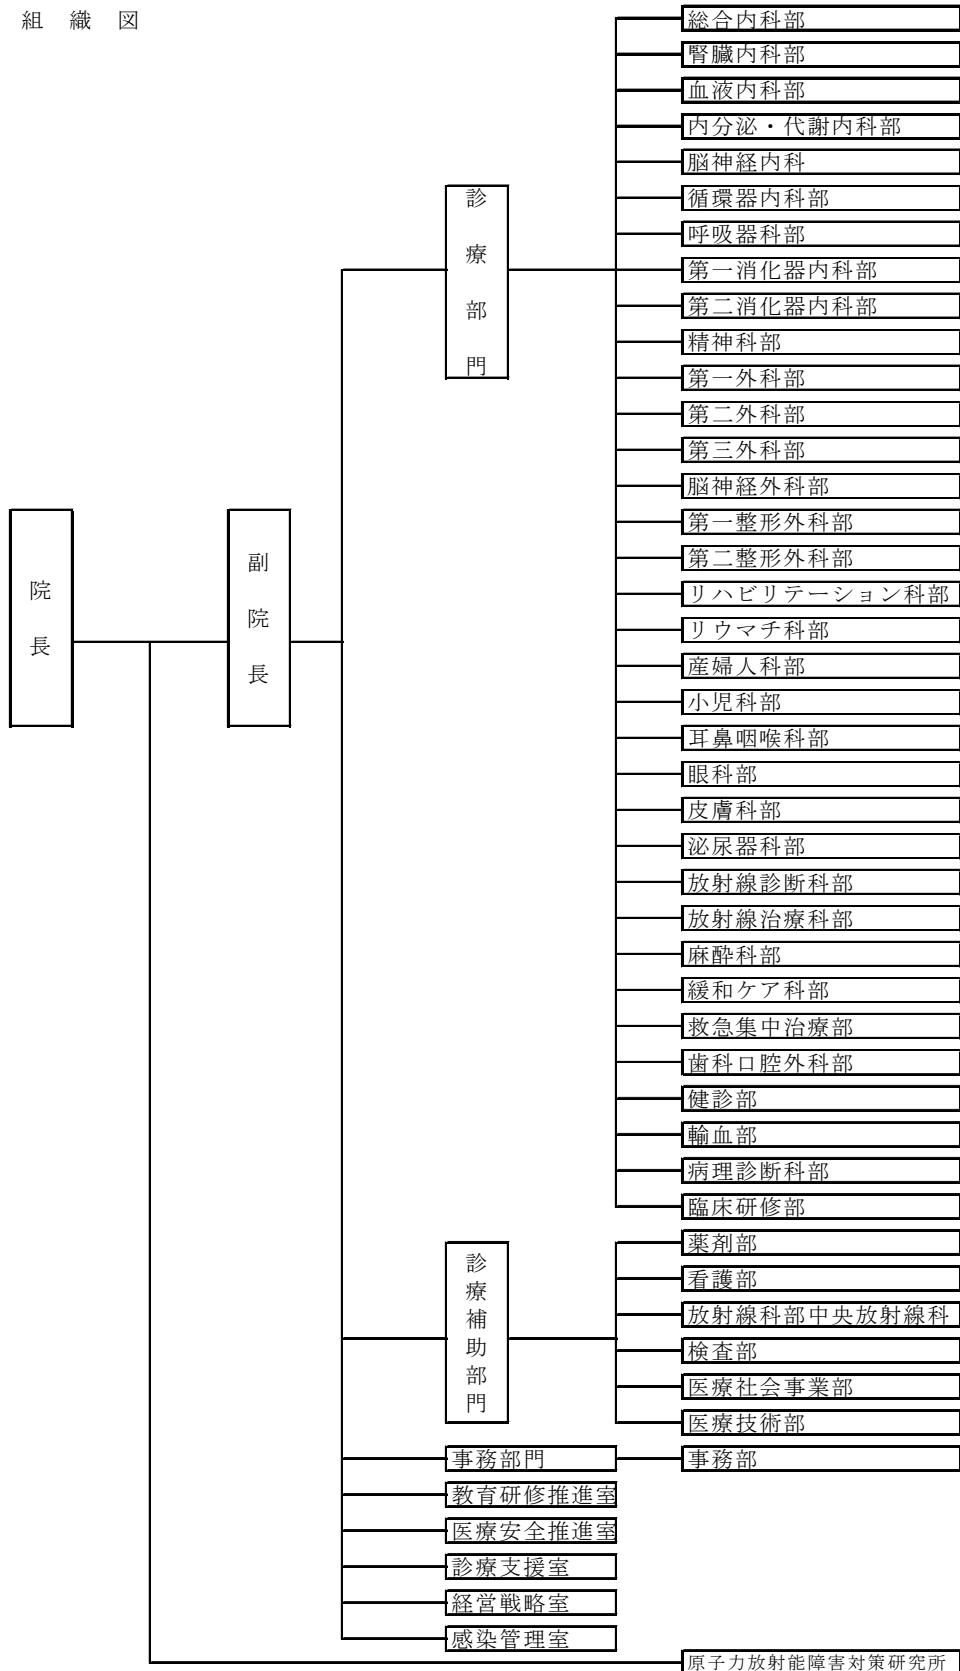 組織図
院長
副院長
診療部門
総合内科部
腎臓内科部
血液内科部
内分泌・代謝内科部
脳神経内科
循環器内科部
呼吸器科部
第一消化器内科部
第二消化器内科部
精神科部
第一外科部
第二外科部
第三外科部
脳神経外科部
第一整形外科部
第二整形外科部
リハビリテーション科部
リウマチ科部
産婦人科部
小児科部
耳鼻咽喉科部
眼科部
皮膚科部
泌尿器科部
放射線診断科部
放射線治療科部
麻酔科部
緩和ケア科部
救急集中治療部
歯科口腔外科部
健診部
輸血部
病理診断科部
臨床研修部
診療補助部門
薬剤部
看護部
放射線科部中央放射線科
検査部
医療社会事業部
医療技術部
事務部門
事務部
教育研修推進室
医療安全推進室
診療支援室
経営戦略室
感染管理室
原子力放射能障害対策研究所